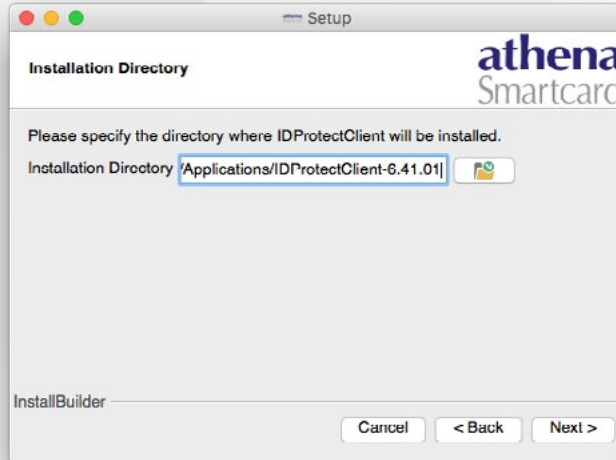 Setup
Installation Directory
athena
Smartcard
Please specify the directory where IDProtectClient will be installed.
Installation Directory /Applications/IDProtectClient-6.41.01
InstallBuilder
Cancel < Back Next >